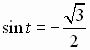 sin t = -√3/2